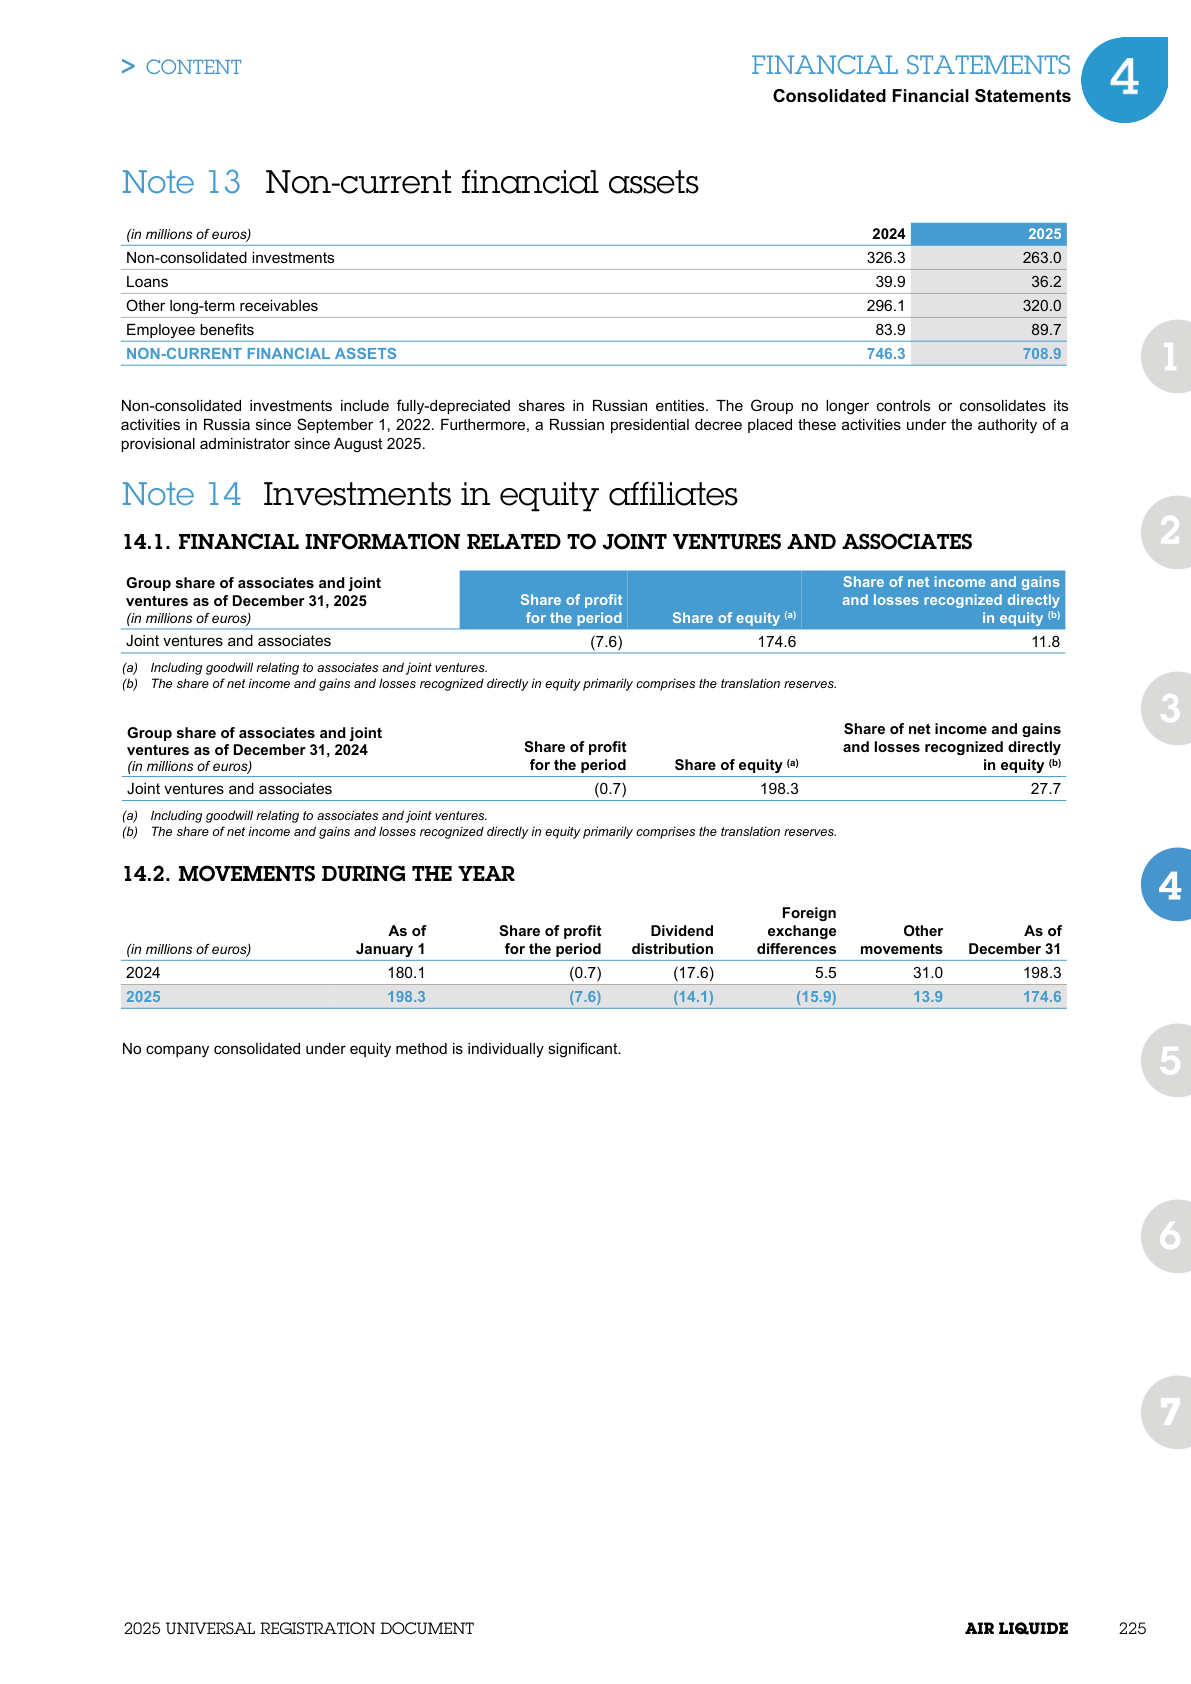 > CONTENT
FINANCIAL STATEMENTS
Consolidated Financial Statements
4
Note 13 Non-current financial assets
(in millions of euros) 2024 2025
Non-consolidated investments 326.3 263.0
Loans 39.9 36.2
Other long-term receivables 296.1 320.0
Employee benefits 83.9 89.7
NON-CURRENT FINANCIAL ASSETS 746.3 708.9
Non-consolidated investments include fully-depreciated shares in Russian entities. The Group no longer controls or consolidates its
activities in Russia since September 1, 2022. Furthermore, a Russian presidential decree placed these activities under the authority of a
provisional administrator since August 2025.
Note 14 Investments in equity affiliates
14.1. FINANCIAL INFORMATION RELATED TO JOINT VENTURES AND ASSOCIATES
Group share of associates and joint
ventures as of December 31, 2025
(in millions of euros)
Share of profit
for the period
Share of equity (a)
Share of net income and gains
and losses recognized directly
in equity (b)
Joint ventures and associates (7.6) 174.6 11.8
(a) Including goodwill relating to associates and joint ventures.
(b) The share of net income and gains and losses recognized directly in equity primarily comprises the translation reserves.
Group share of associates and joint
ventures as of December 31, 2024
(in millions of euros)
Share of profit
for the period
Share of equity (a)
Share of net income and gains
and losses recognized directly
in equity (b)
Joint ventures and associates (0.7) 198.3 27.7
(a) Including goodwill relating to associates and joint ventures.
(b) The share of net income and gains and losses recognized directly in equity primarily comprises the translation reserves.
14.2. MOVEMENTS DURING THE YEAR
(in millions of euros)
As of
January 1
Share of profit
for the period
Dividend
distribution
Foreign
exchange
differences
Other
movements
As of
December 31
2024 180.1 (0.7) (17.6) 5.5 31.0 198.3
2025 198.3 (7.6) (14.1) (15.9) 13.9 174.6
No company consolidated under equity method is individually significant.
1
2
3
4
5
6
7
2025 UNIVERSAL REGISTRATION DOCUMENT
AIR LIQUIDE 225